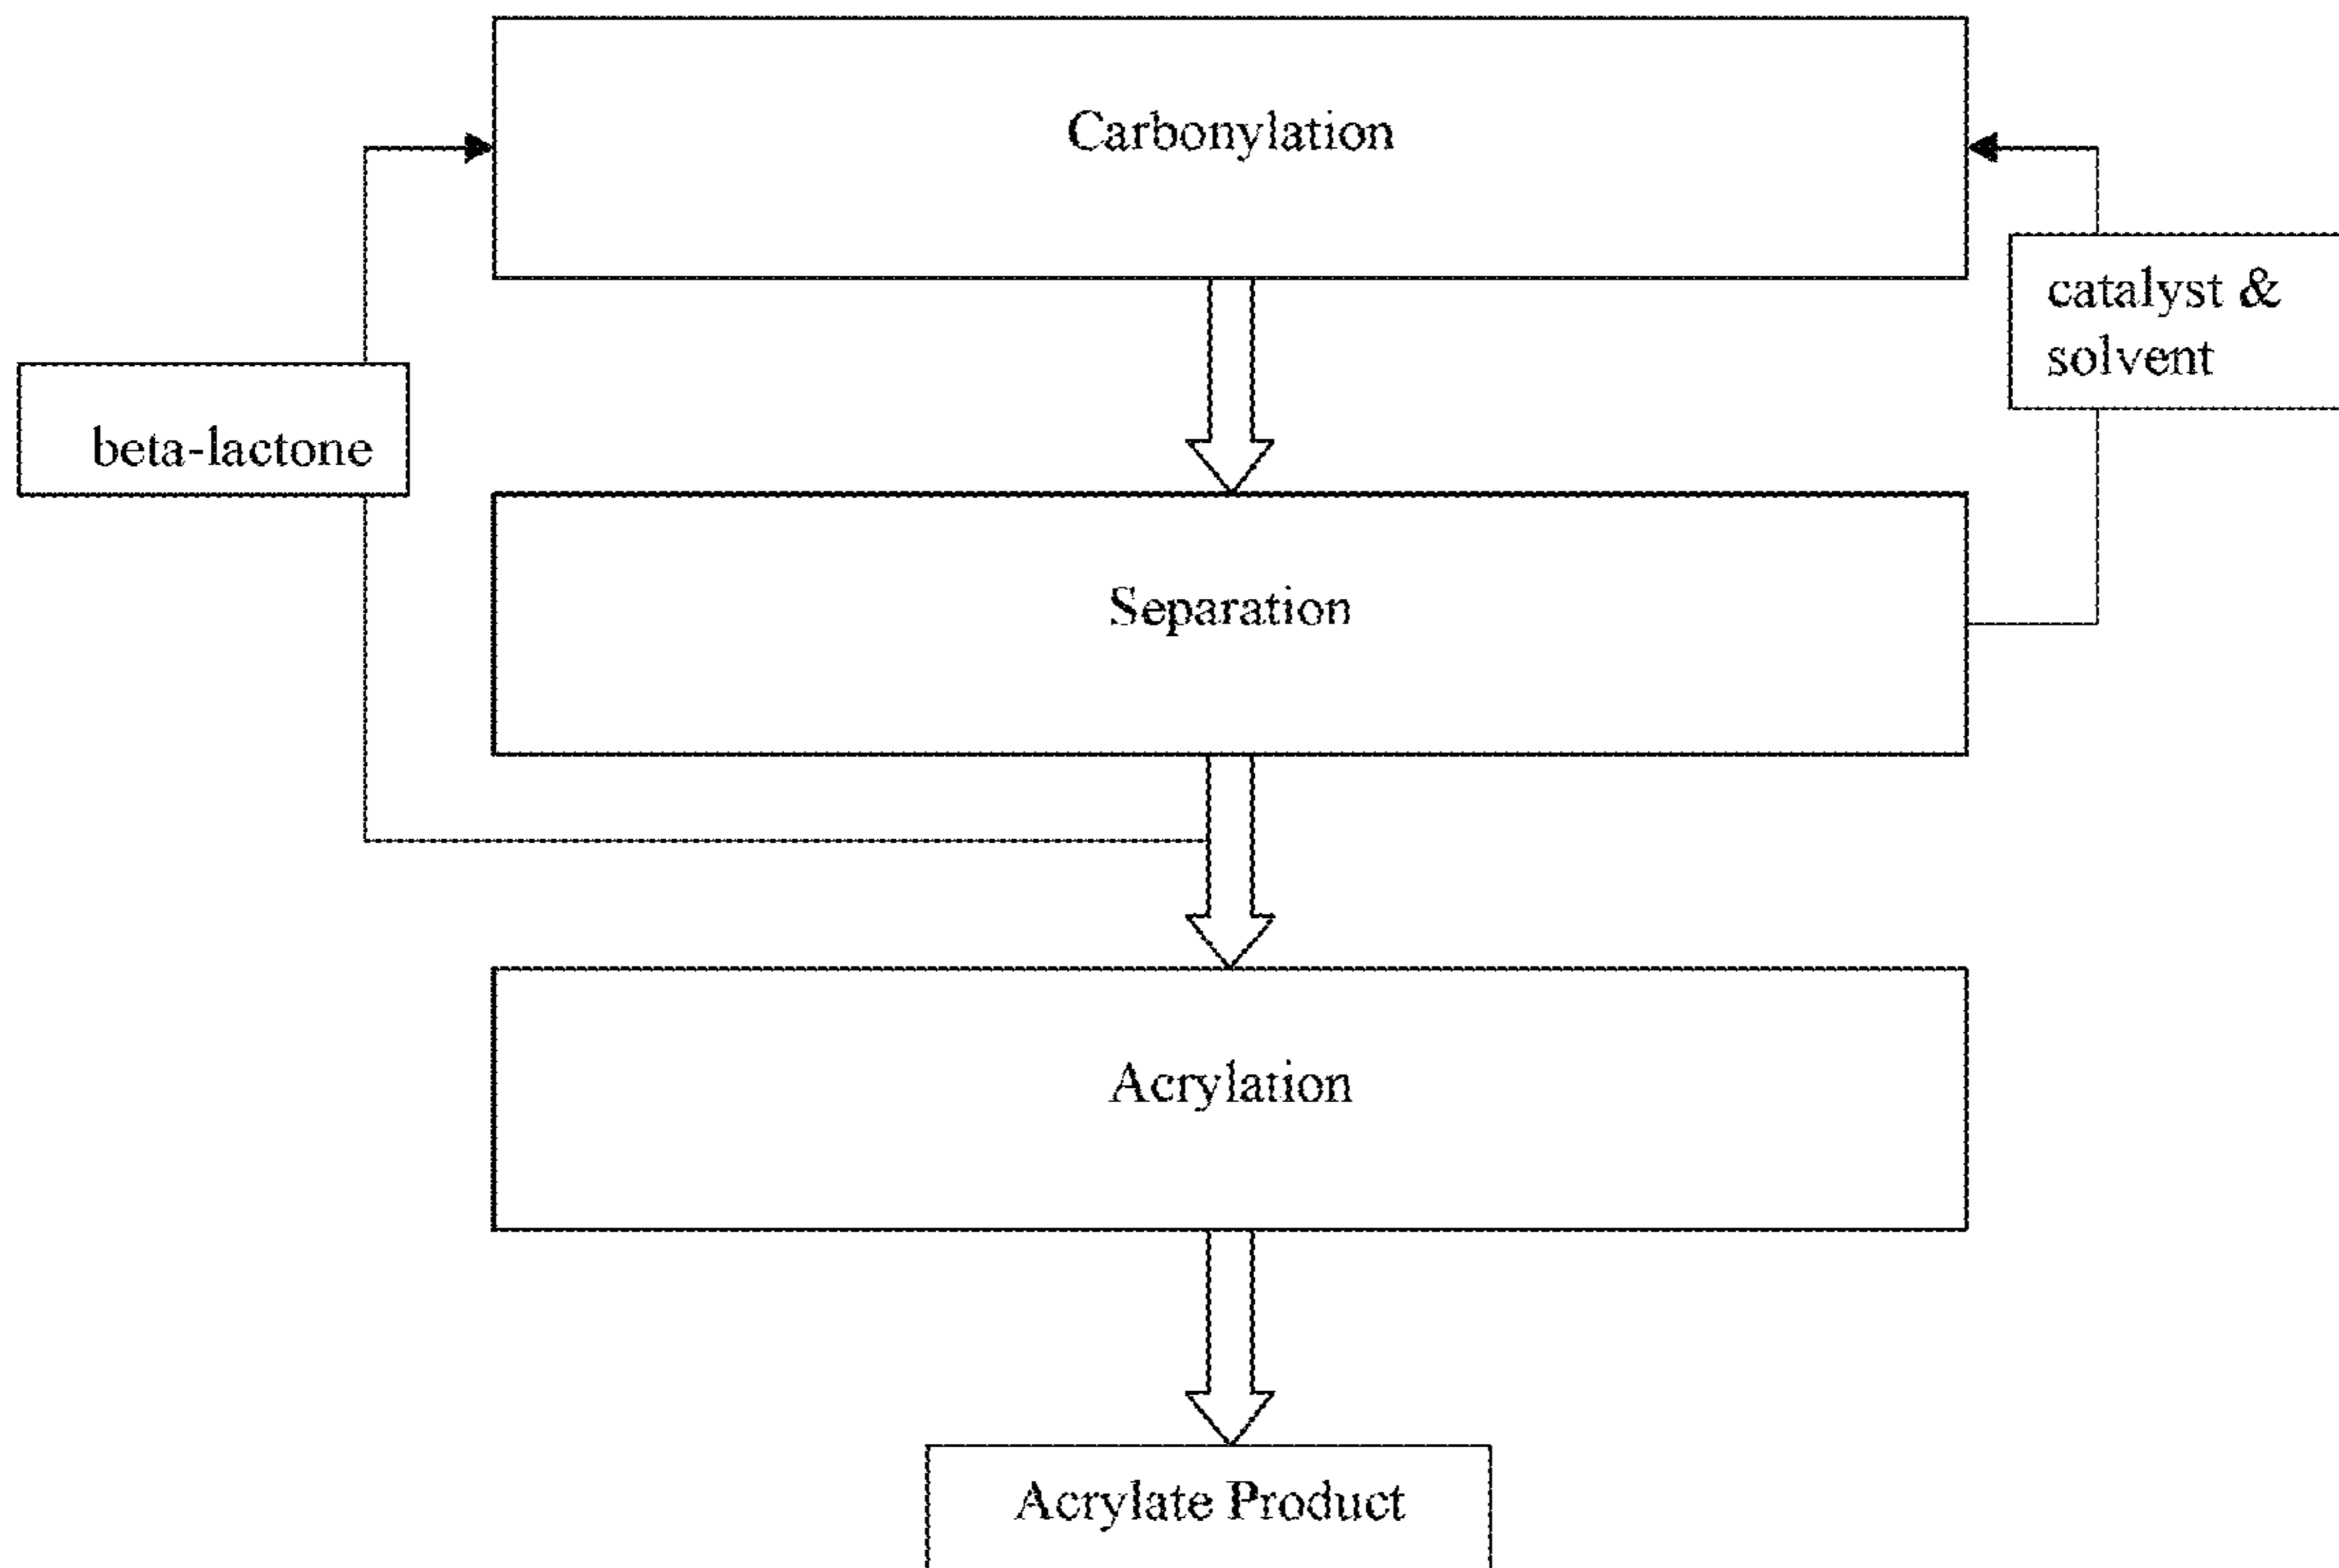 Carbonylation
catalyst &
solvent
beta-lactone
Separation
Acrylation
Acrylate Product